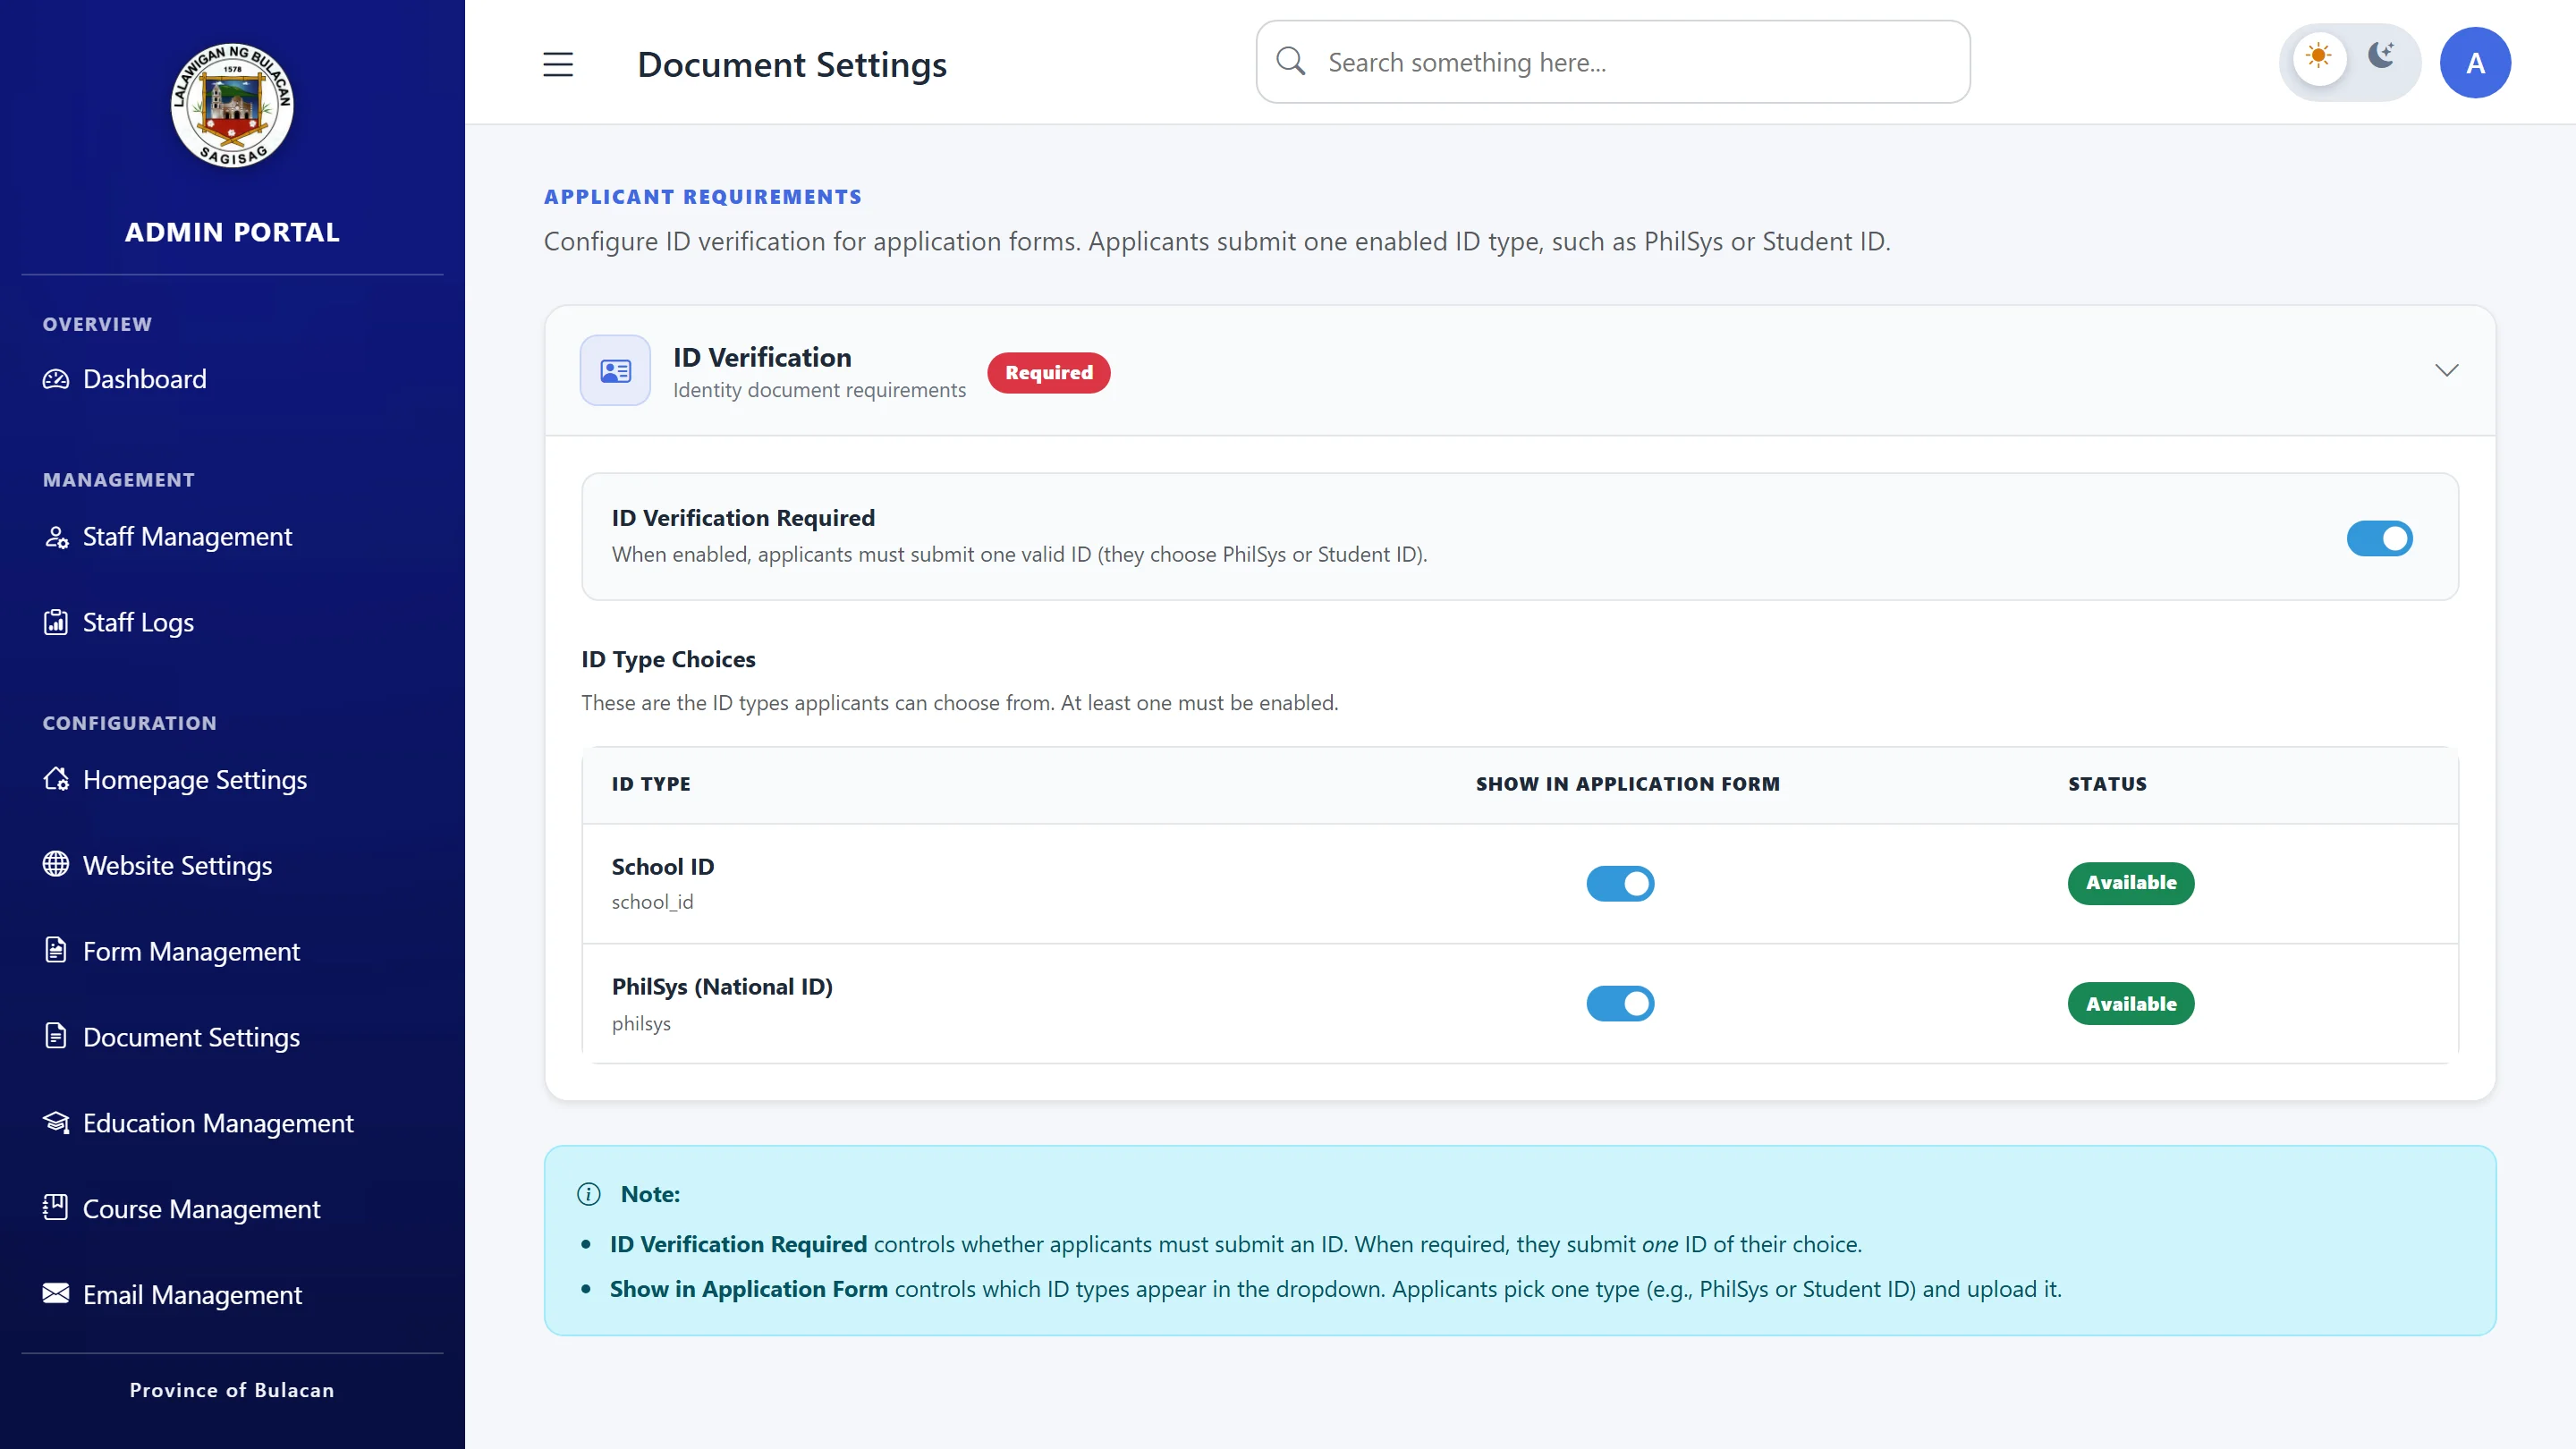 LALAWIGAN NG BULACAN
1578
SAGISAG
ADMIN PORTAL
OVERVIEW
Dashboard
MANAGEMENT
Staff Management
Staff Logs
CONFIGURATION
Homepage Settings
Website Settings
Form Management
Document Settings
Education Management
Course Management
Email Management
Province of Bulacan
Document Settings
Search something here...
A
APPLICANT REQUIREMENTS
Configure ID verification for application forms. Applicants submit one enabled ID type, such as PhilSys or Student ID.
ID Verification
Identity document requirements
Required
ID Verification Required
When enabled, applicants must submit one valid ID (they choose PhilSys or Student ID).
ID Type Choices
These are the ID types applicants can choose from. At least one must be enabled.
ID TYPE SHOW IN APPLICATION FORM STATUS
School ID
school_id
Available
PhilSys (National ID)
philsys
Available
Note:
ID Verification Required controls whether applicants must submit an ID. When required, they submit one ID of their choice.
Show in Application Form controls which ID types appear in the dropdown. Applicants pick one type (e.g., PhilSys or Student ID) and upload it.